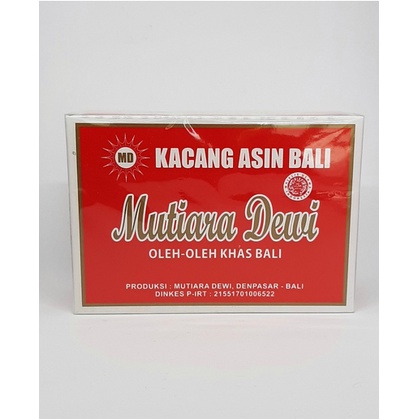 MD
KACANG ASIN BALI
Mutiara Dewi
OLEH-OLEH KHAS BALI
PRODUKSI : MUTIARA DEWI, DENPASAR - BALI
DINKES P-IRT : 21551701006522